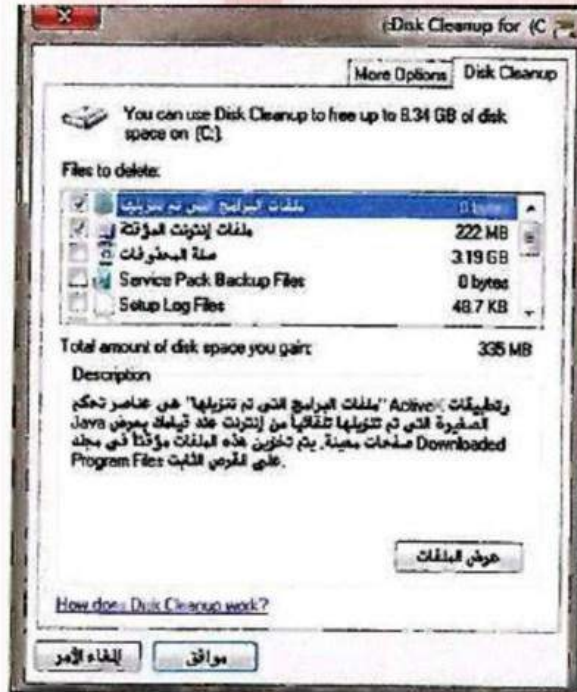 (:Disk Cleanup for (C
More Options Disk Cleanup
You can use Disk Cleanup to free up to 8.34 GB of disk
space on (C:).
Files to delete:
ملفات البرامج التي تم تنزيلها 0 bytes
ملفات إنترنت المؤقتة 222 MB
سلة المحذوفات 3.19 GB
Service Pack Backup Files 0 bytes
Setup Log Files 48.7 KB
Total amount of disk space you gain: 335 MB
Description
وتطبيقات ActiveX "ملفات البرامج التي تم تنزيلها" هي عناصر تحكم
الصغيرة التي تم تنزيلها تلقائياً من إنترنت عند قيامك بعرض Java
صفحات معينة. يتم تخزين هذه الملفات مؤقتاً في مجلد Downloaded
على القرص الثابت Program Files.
عرض الملفات
How does Disk Cleanup work?
إلغاء الأمر موافق